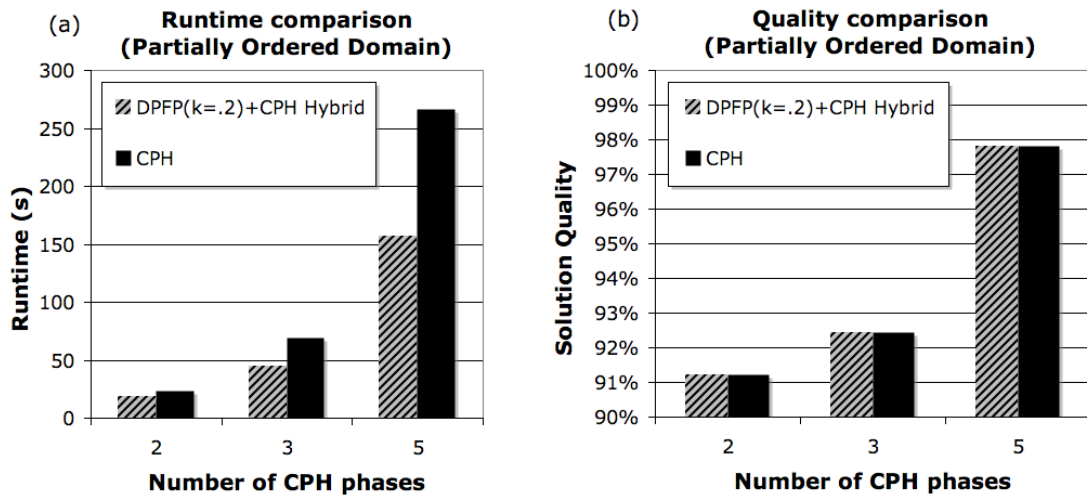 (a)
Runtime comparison
(Partially Ordered Domain)
300
250
200
150
100
50
0
Runtime (s)
DPFP(k=.2)+CPH Hybrid
CPH
2 3 5
Number of CPH phases
(b)
Quality comparison
(Partially Ordered Domain)
100%
99%
98%
97%
96%
95%
94%
93%
92%
91%
90%
Solution Quality
DPFP(k=.2)+CPH Hybrid
CPH
2 3 5
Number of CPH phases